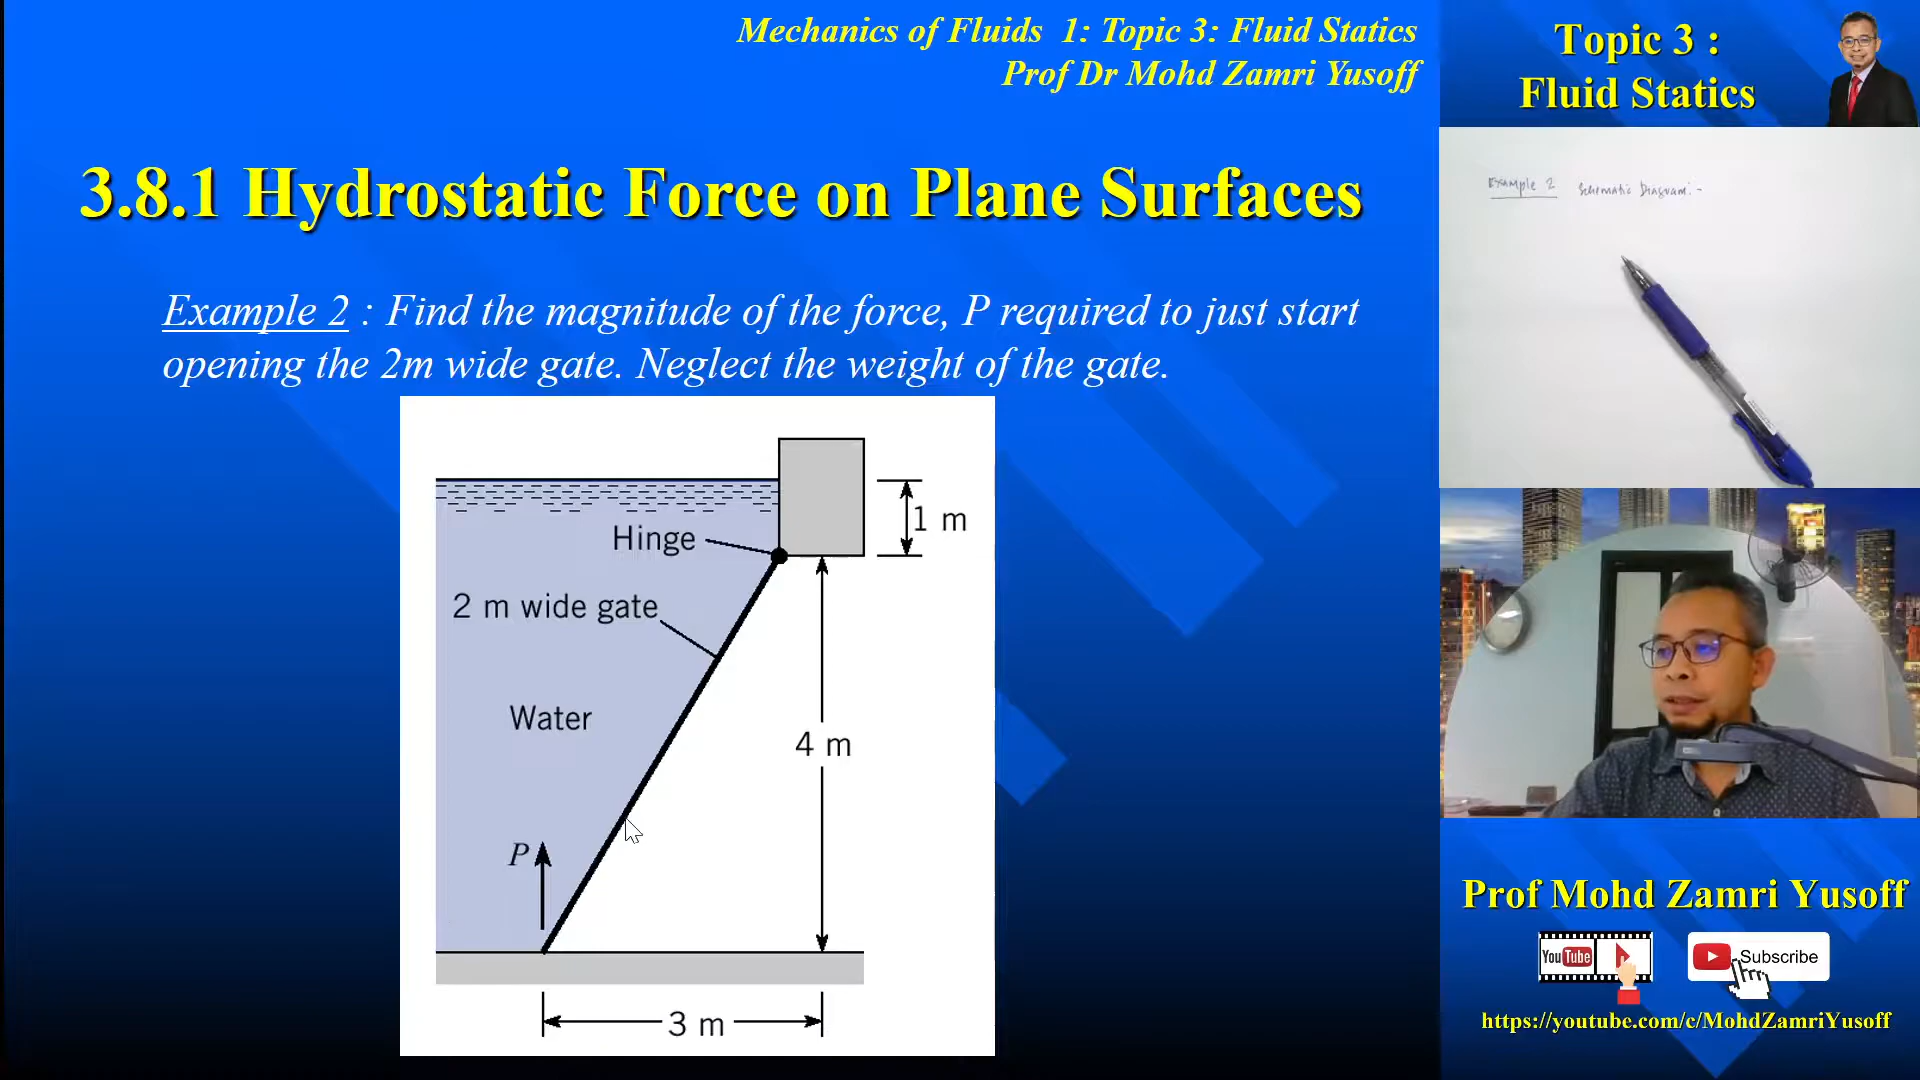 Mechanics of Fluids 1: Topic 3: Fluid Statics
Prof Dr Mohd Zamri Yusoff
3.8.1 Hydrostatic Force on Plane Surfaces
Example 2 : Find the magnitude of the force, P required to just start
opening the 2m wide gate. Neglect the weight of the gate.
1 m
Hinge
2 m wide gate
Water
4 m
P
3 m
Topic 3 :
Fluid Statics
Example 2 Schematic Diagram:-
Prof Mohd Zamri Yusoff
YouTube
Subscribe
https://youtube.com/c/MohdZamriYusoff